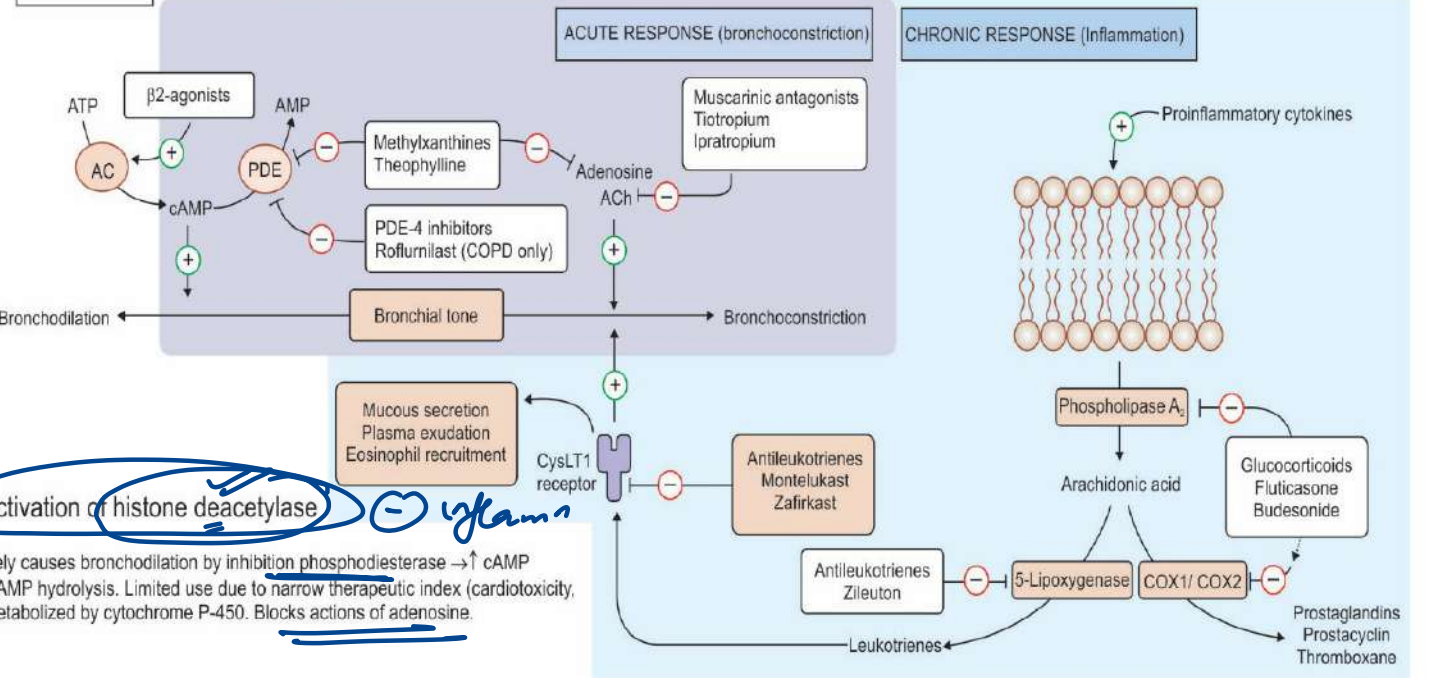 ACUTE RESPONSE (bronchoconstriction)
CHRONIC RESPONSE (Inflammation)
ATP
β2-agonists
AMP
AC
PDE
cAMP
Methylxanthines
Theophylline
PDE-4 inhibitors
Roflurnilast (COPD only)
Adenosine
ACh
Muscarinic antagonists
Tiotropium
Ipratropium
Proinflammatory cytokines
Bronchodilation
Bronchial tone
Bronchoconstriction
Mucous secretion
Plasma exudation
Eosinophil recruitment
CysLT1
receptor
Antileukotrienes
Montelukast
Zafirkast
Phospholipase A₂
Arachidonic acid
Glucocorticoids
Fluticasone
Budesonide
Antileukotrienes
Zileuton
5-Lipoxygenase
COX1/ COX2
Leukotrienes
Prostaglandins
Prostacyclin
Thromboxane
ctivation of histone deacetylase
ely causes bronchodilation by inhibition phosphodiesterase →↑ cAMP
AMP hydrolysis. Limited use due to narrow therapeutic index (cardiotoxicity,
etabolized by cytochrome P-450. Blocks actions of adenosine.